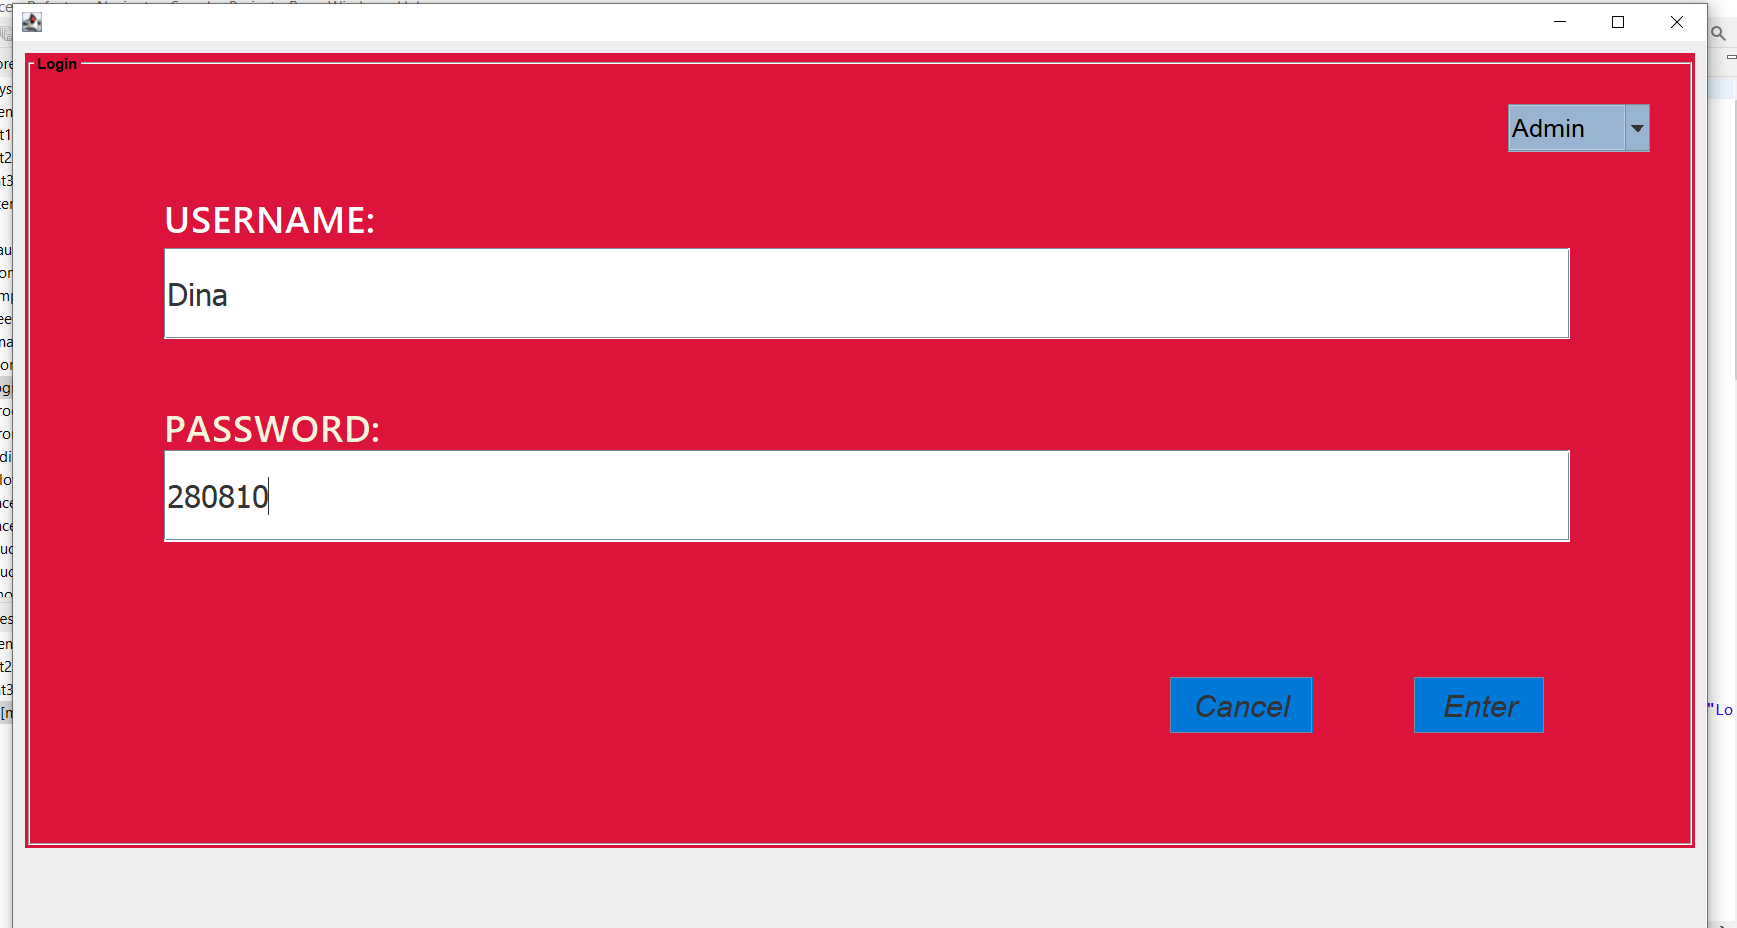 Login
Admin
USERNAME:
Dina
PASSWORD:
280810
Cancel
Enter
"Lo